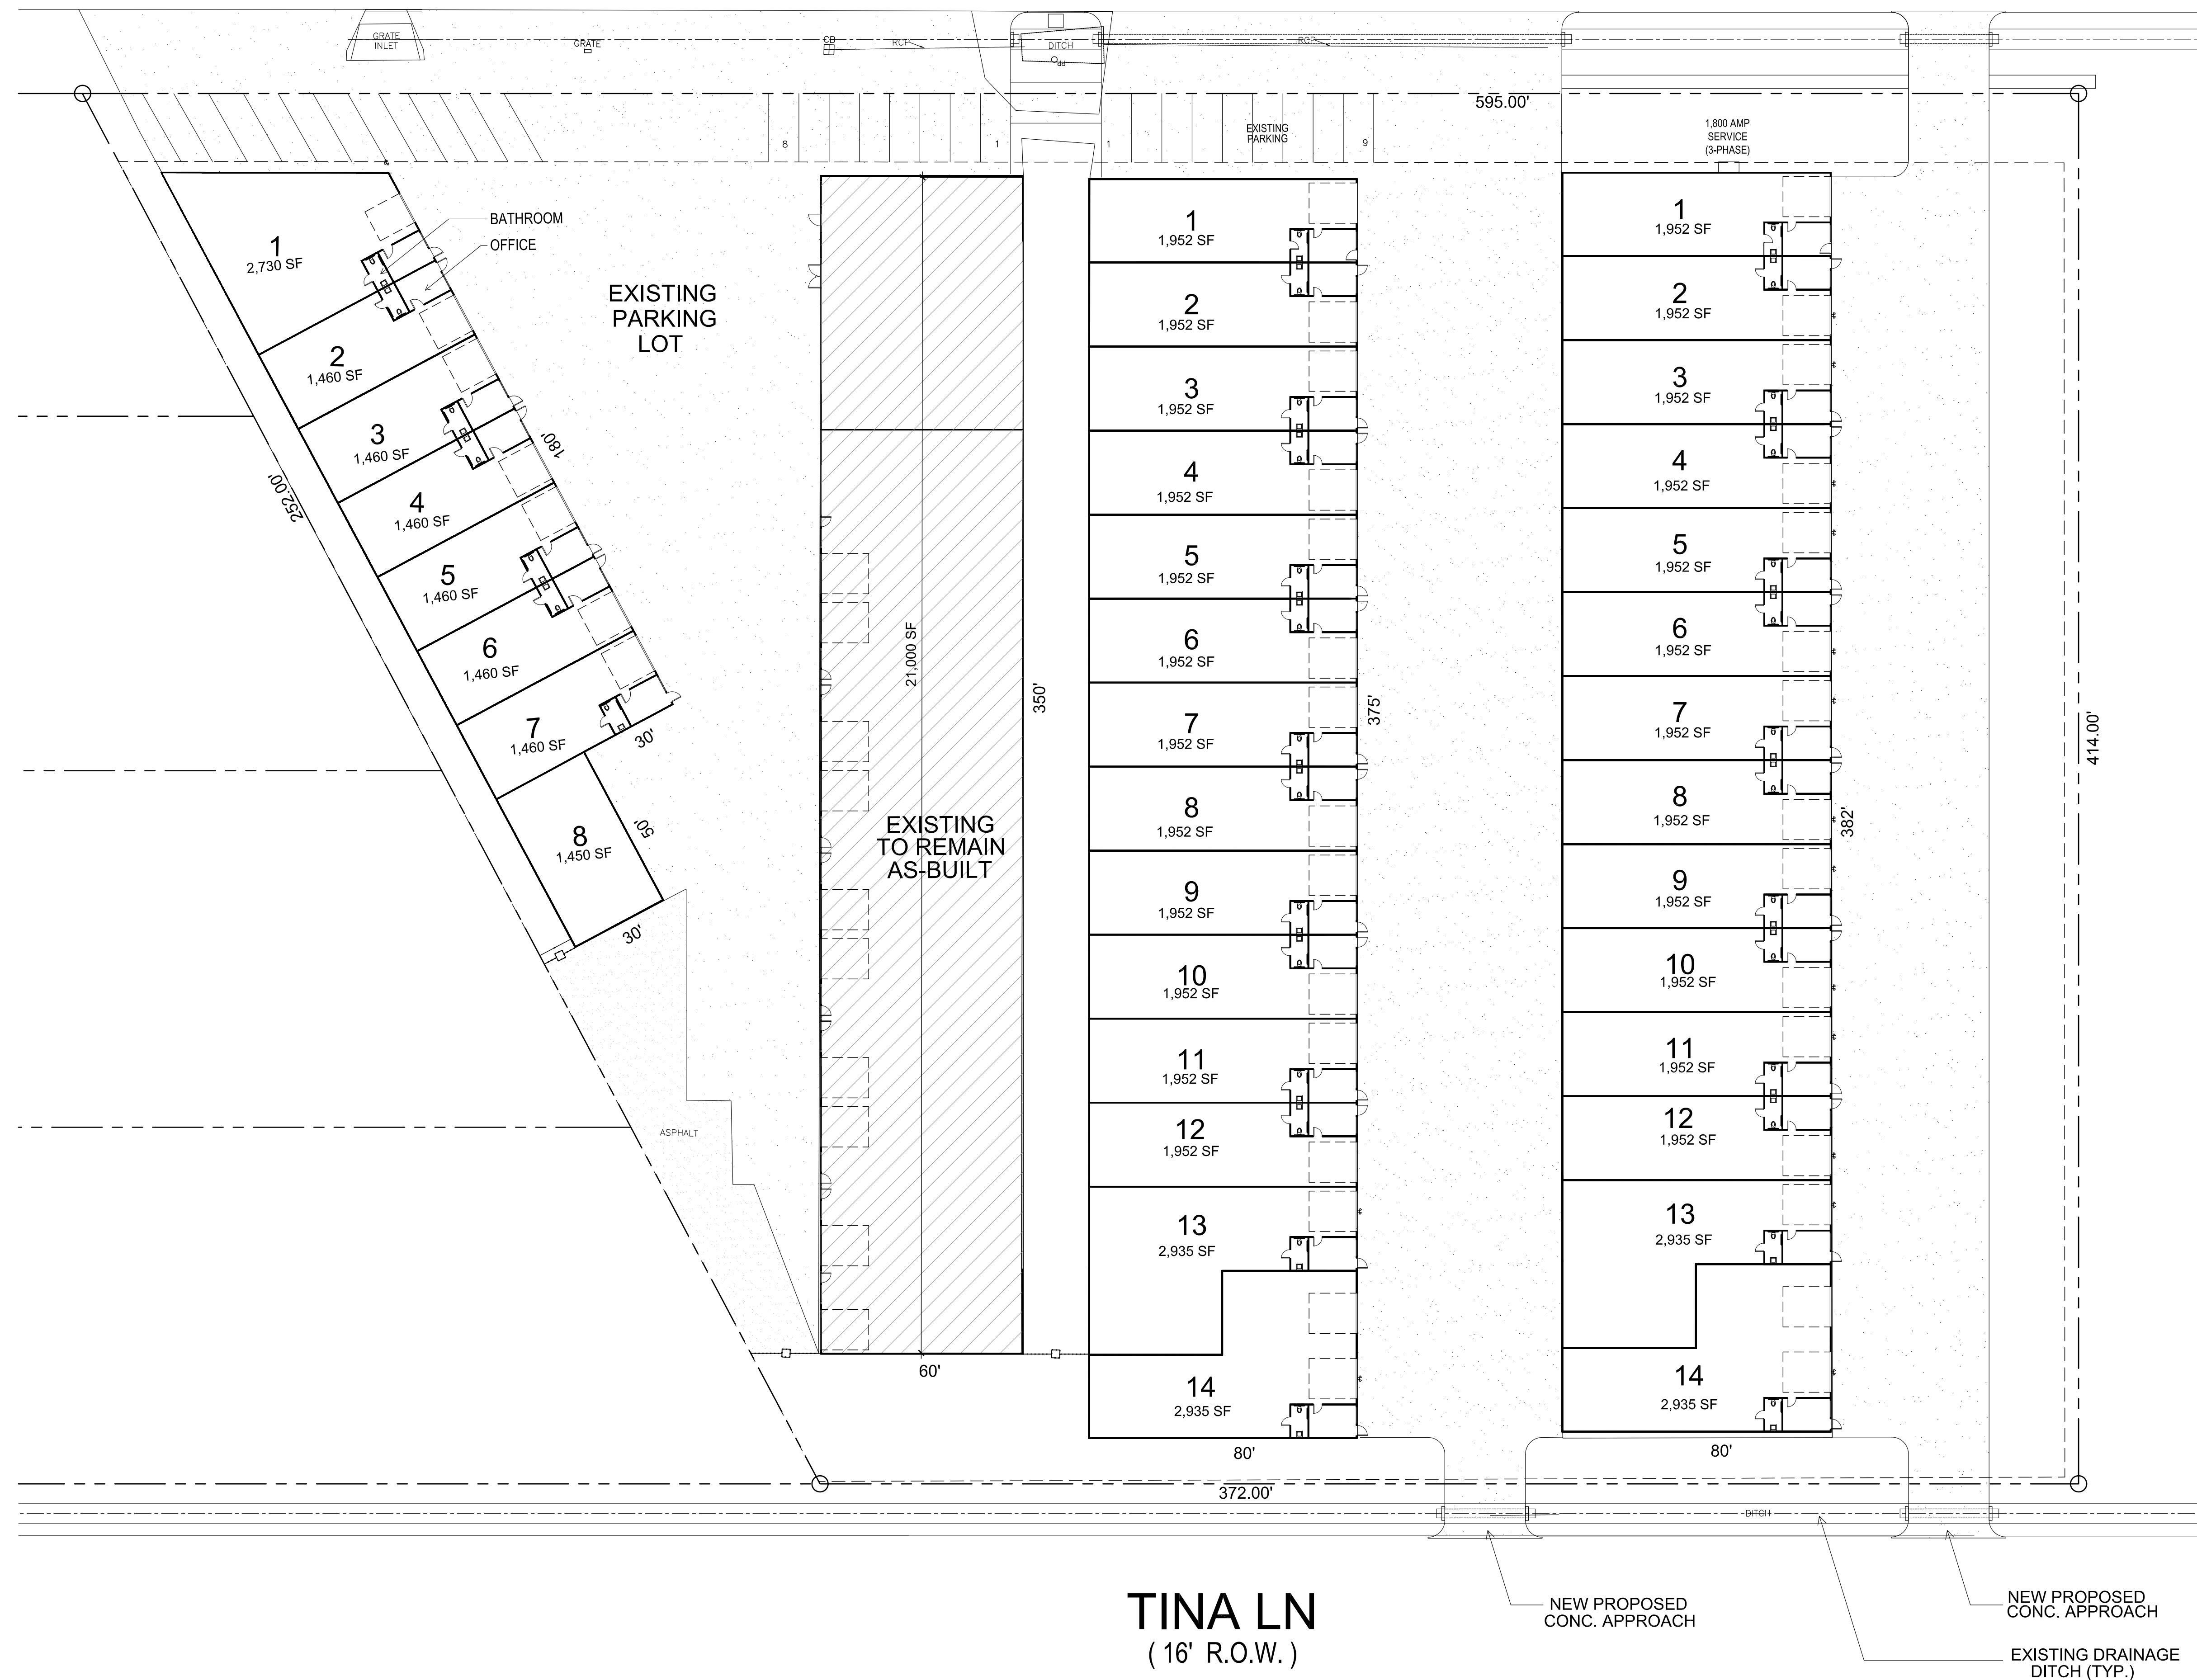 GRATE
INLET
GRATE
CB
RCP
DITCH
PP
RCP
595.00'
8
1
1
EXISTING
PARKING
9
1,800 AMP
SERVICE
(3-PHASE)
BATHROOM
OFFICE
EXISTING
PARKING
LOT
1
2,730 SF
2
1,460 SF
3
1,460 SF
4
1,460 SF
5
1,460 SF
6
1,460 SF
7
1,460 SF
8
1,450 SF
180'
252.00'
30'
50'
30'
ASPHALT
21,000 SF
EXISTING
TO REMAIN
AS-BUILT
350'
60'
1
1,952 SF
2
1,952 SF
3
1,952 SF
4
1,952 SF
5
1,952 SF
6
1,952 SF
7
1,952 SF
8
1,952 SF
9
1,952 SF
10
1,952 SF
11
1,952 SF
12
1,952 SF
13
2,935 SF
14
2,935 SF
375'
80'
1
1,952 SF
2
1,952 SF
3
1,952 SF
4
1,952 SF
5
1,952 SF
6
1,952 SF
7
1,952 SF
8
1,952 SF
9
1,952 SF
10
1,952 SF
11
1,952 SF
12
1,952 SF
13
2,935 SF
14
2,935 SF
382'
80'
414.00'
372.00'
DITCH
TINA LN
( 16' R.O.W. )
NEW PROPOSED
CONC. APPROACH
NEW PROPOSED
CONC. APPROACH
EXISTING DRAINAGE
DITCH (TYP.)